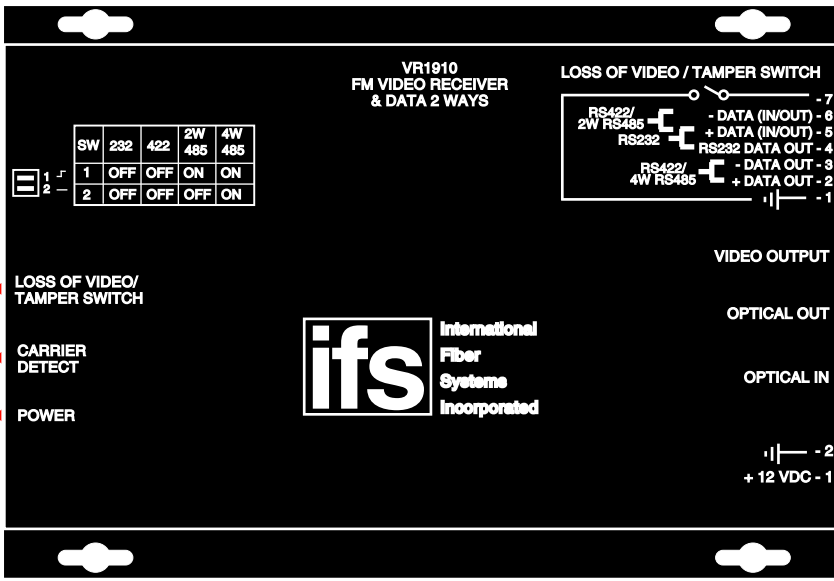 VR1910
FM VIDEO RECEIVER
& DATA 2 WAYS
LOSS OF VIDEO / TAMPER SWITCH
- 7
RS422/
2W RS485
- DATA (IN/OUT) - 6
RS232
+ DATA (IN/OUT) - 5
RS232 DATA OUT - 4
RS422/
4W RS485
- DATA OUT - 3
+ DATA OUT - 2
- 1
SW 232 422 2W 485 4W 485
1 OFF OFF ON ON
2 OFF OFF OFF ON
1
2
VIDEO OUTPUT
LOSS OF VIDEO/
TAMPER SWITCH
OPTICAL OUT
CARRIER
DETECT
OPTICAL IN
POWER
ifs
International
Fiber
Systems
Incorporated
- 2
+ 12 VDC - 1